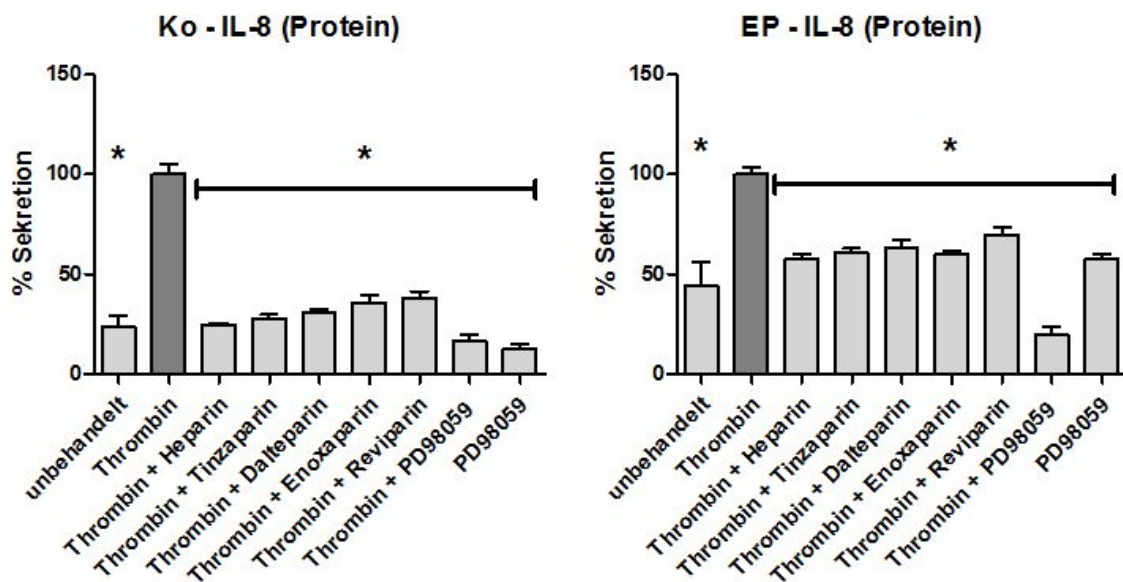 Ko - IL-8 (Protein)
% Sekretion
150
100
50
0
*
*
unbehandelt
Thrombin
Thrombin + Heparin
Thrombin + Tinzaparin
Thrombin + Dalteparin
Thrombin + Enoxaparin
Thrombin + Reviparin
Thrombin + PD98059
PD98059
EP - IL-8 (Protein)
% Sekretion
150
100
50
0
*
*
unbehandelt
Thrombin
Thrombin + Heparin
Thrombin + Tinzaparin
Thrombin + Dalteparin
Thrombin + Enoxaparin
Thrombin + Reviparin
Thrombin + PD98059
PD98059